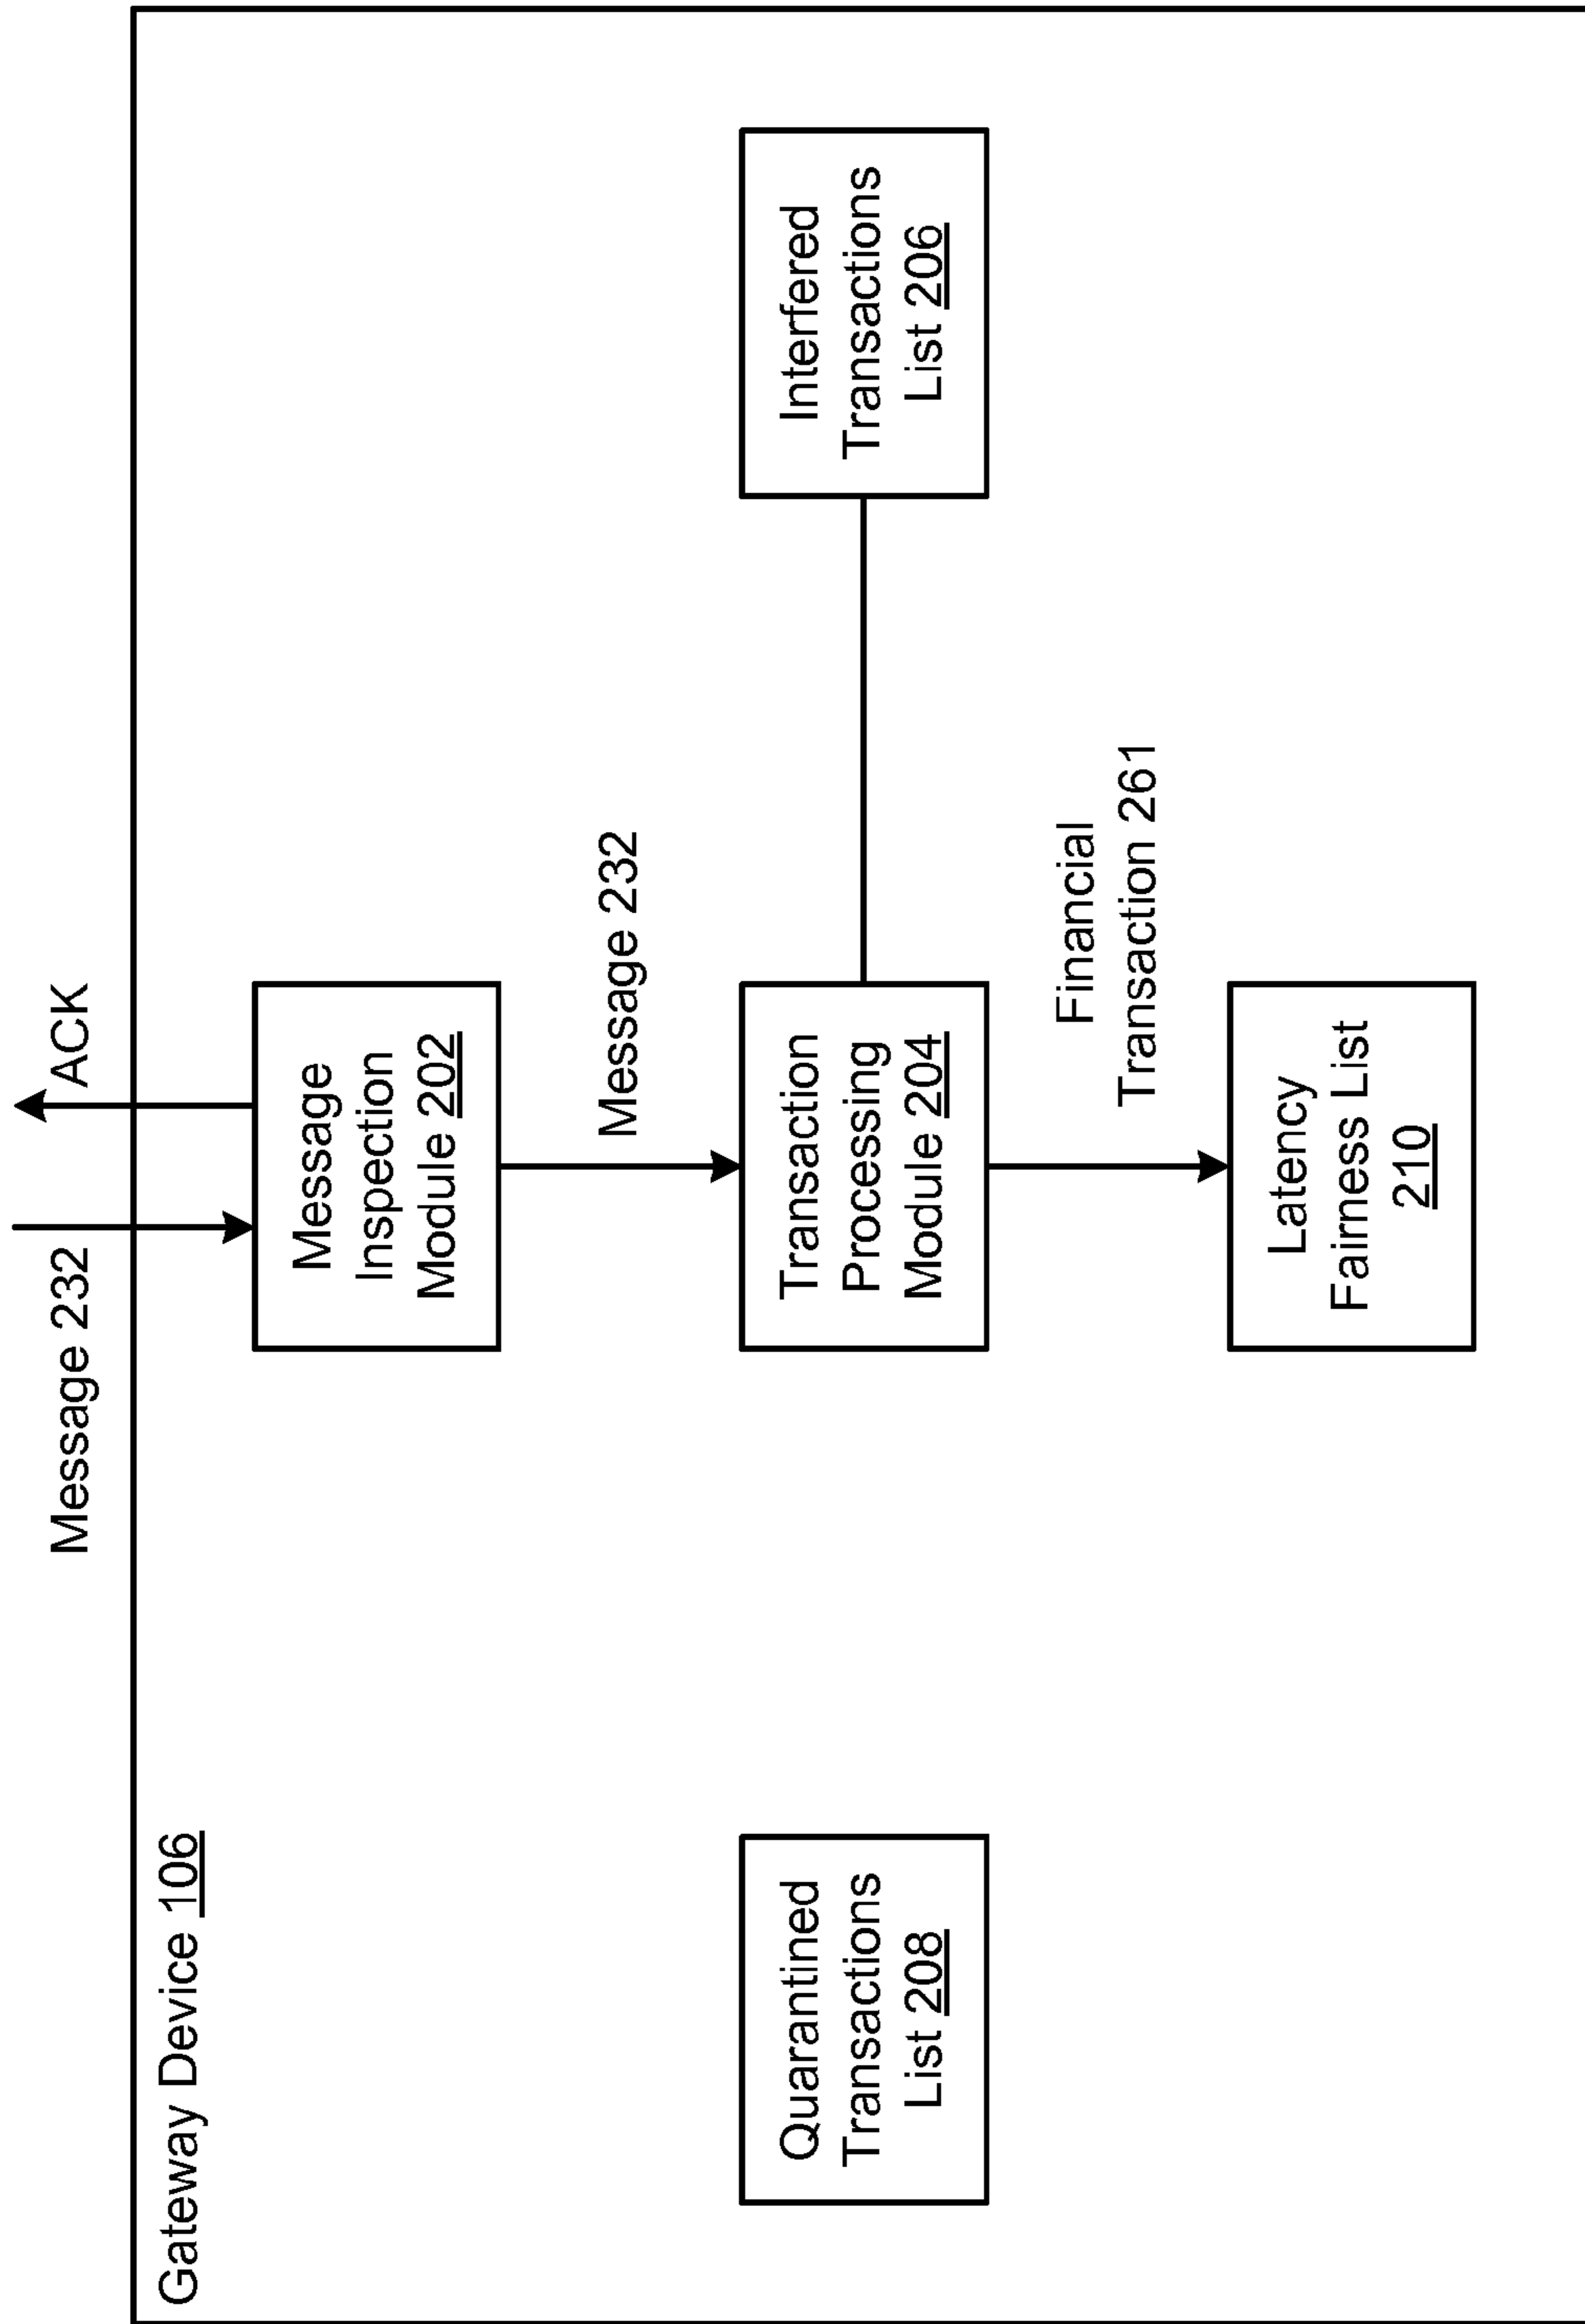 Message 232
ACK
Gateway Device 106
Message
Inspection
Module 202
Message 232
Quarantined
Transactions
List 208
Transaction
Processing
Module 204
Interfered
Transactions
List 206
Financial
Transaction 261
Latency
Fairness List
210